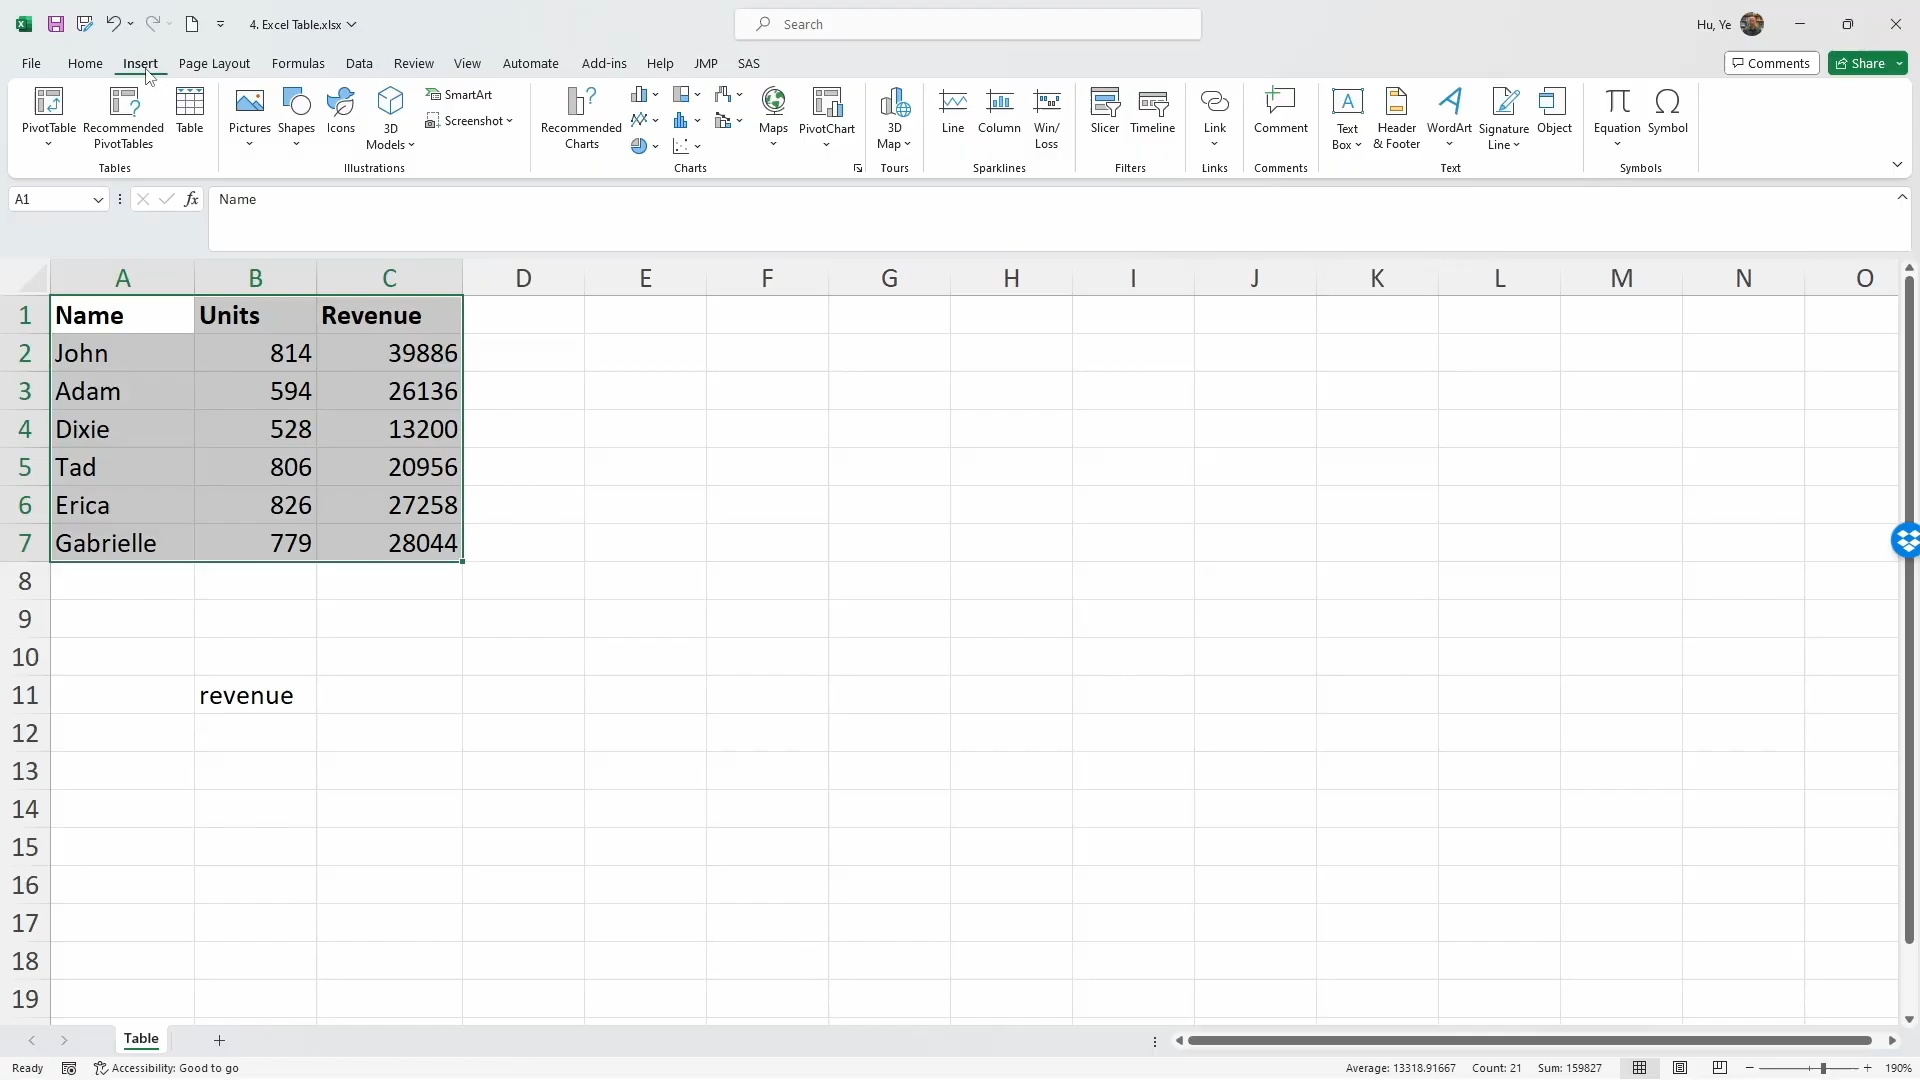 4. Excel Table.xlsx
Search
Hu, Ye
File Home Insert Page Layout Formulas Data Review View Automate Add-ins Help JMP SAS
Comments Share
PivotTable
Recommended
PivotTables
Table
Tables
Pictures
Shapes
Icons
3D
Models
SmartArt
Screenshot
Illustrations
Recommended
Charts
Maps
PivotChart
Charts
3D
Map
Tours
Line
Column
Win/
Loss
Sparklines
Slicer
Timeline
Filters
Link
Links
Comment
Comments
Text
Box
Header
& Footer
WordArt
Signature
Line
Object
Text
Equation
Symbol
Symbols
A1 fx Name
A B C D E F G H I J K L M N O
1 Name Units Revenue
2 John 814 39886
3 Adam 594 26136
4 Dixie 528 13200
5 Tad 806 20956
6 Erica 826 27258
7 Gabrielle 779 28044
8
9
10
11 revenue
12
13
14
15
16
17
18
19
Table
Ready Accessibility: Good to go Average: 13318.91667 Count: 21 Sum: 159827 190%